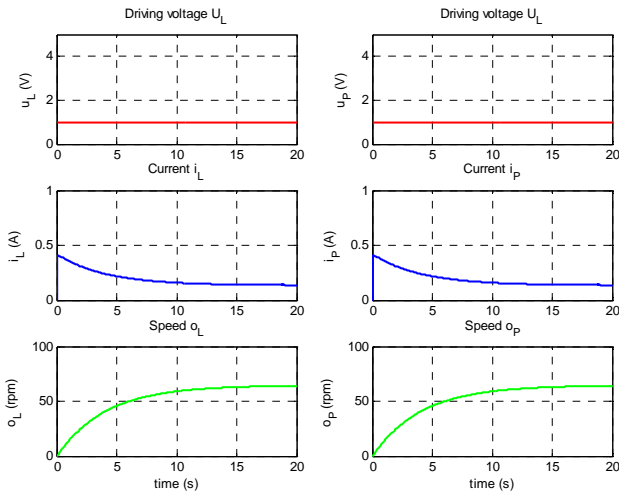 Driving voltage U_L
u_L (V)
4
2
0
0 5 10 15 20
Driving voltage U_L
u_P (V)
4
2
0
0 5 10 15 20
Current i_L
i_L (A)
1
0.5
0
0 5 10 15 20
Current i_P
i_P (A)
1
0.5
0
0 5 10 15 20
Speed o_L
o_L (rpm)
100
50
0
0 5 10 15 20
time (s)
Speed o_P
o_P (rpm)
100
50
0
0 5 10 15 20
time (s)